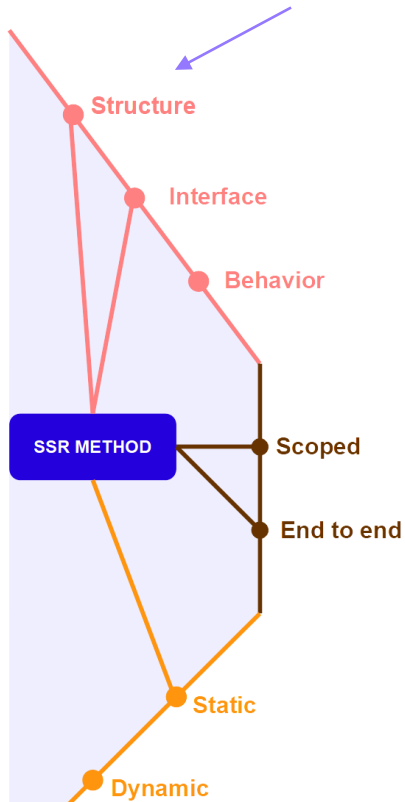 Structure
Interface
Behavior
SSR METHOD
Scoped
End to end
Static
Dynamic